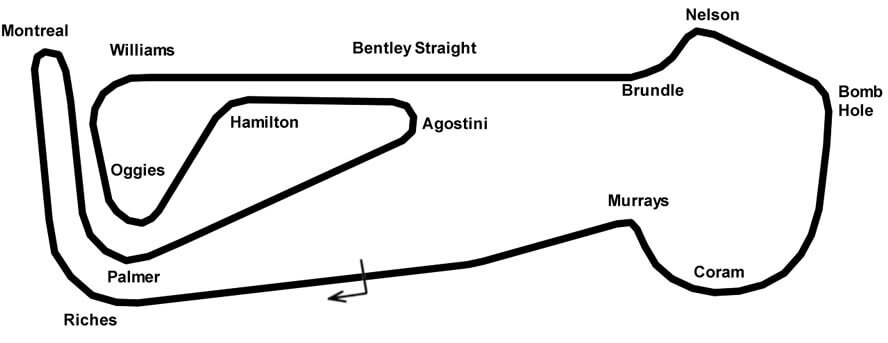 Nelson
Montreal
Williams
Bentley Straight
Brundle
Bomb
Hole
Hamilton
Agostini
Oggies
Murrays
Palmer
Coram
Riches